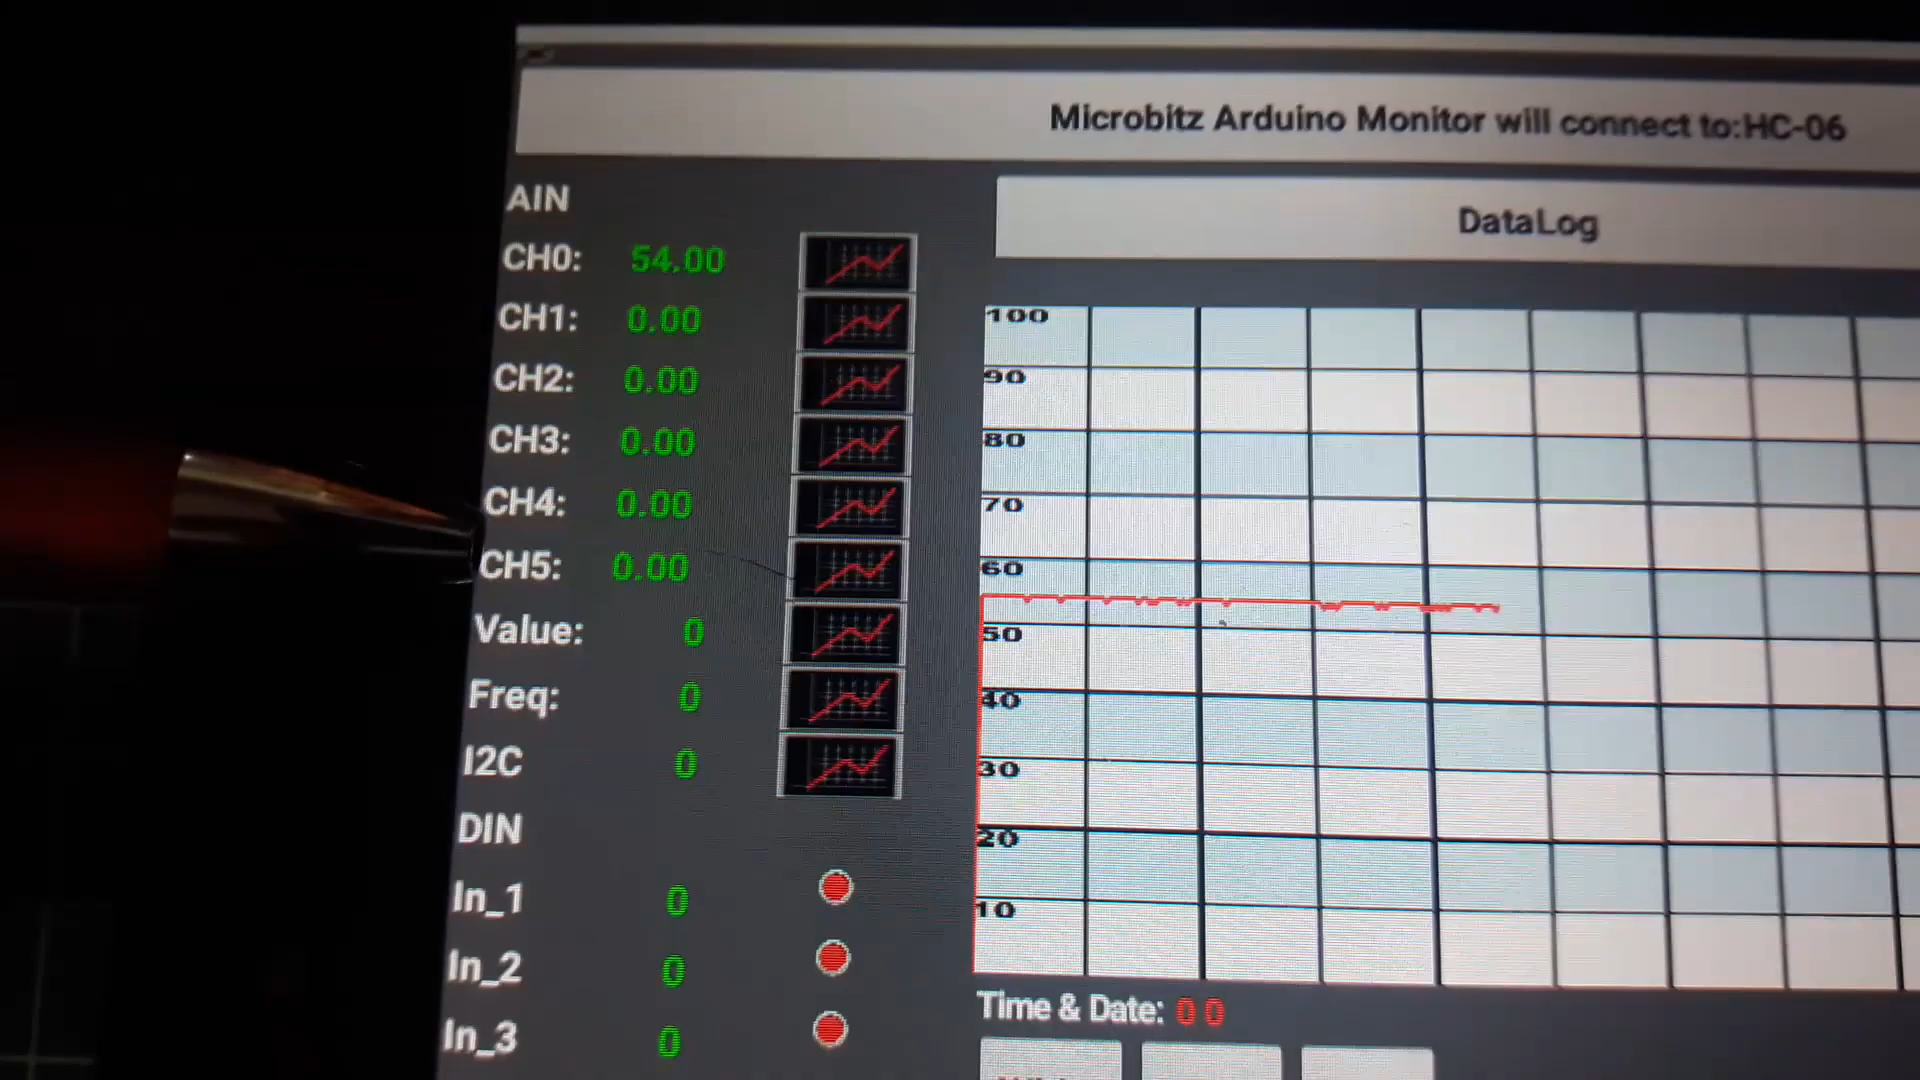 Microbitz Arduino Monitor will connect to:HC-06
AIN
CH0: 54.00
CH1: 0.00
CH2: 0.00
CH3: 0.00
CH4: 0.00
CH5: 0.00
Value: 0
Freq: 0
I2C 0
DIN
In_1 0
In_2 0
In_3 0
DataLog
100
90
80
70
60
50
40
30
20
10
Time & Date: 0 0